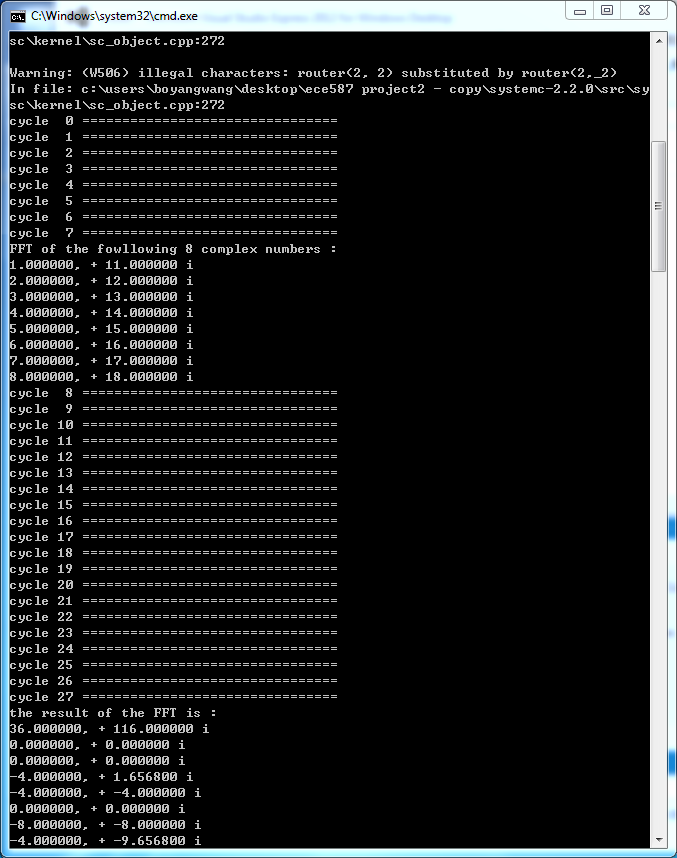 C:\Windows\system32\cmd.exe
sc\kernel\sc_object.cpp:272
Warning: (W506) illegal characters: router(2, 2) substituted by router(2,_2)
In file: c:\users\boyangwang\desktop\ece587 project2 - copy\systemc-2.2.0\src\sy
sc\kernel\sc_object.cpp:272
cycle  0 ===============================
cycle  1 ===============================
cycle  2 ===============================
cycle  3 ===============================
cycle  4 ===============================
cycle  5 ===============================
cycle  6 ===============================
cycle  7 ===============================
FFT of the fowllowing 8 complex numbers :
1.000000, + 11.000000 i
2.000000, + 12.000000 i
3.000000, + 13.000000 i
4.000000, + 14.000000 i
5.000000, + 15.000000 i
6.000000, + 16.000000 i
7.000000, + 17.000000 i
8.000000, + 18.000000 i
cycle  8 ===============================
cycle  9 ===============================
cycle 10 ===============================
cycle 11 ===============================
cycle 12 ===============================
cycle 13 ===============================
cycle 14 ===============================
cycle 15 ===============================
cycle 16 ===============================
cycle 17 ===============================
cycle 18 ===============================
cycle 19 ===============================
cycle 20 ===============================
cycle 21 ===============================
cycle 22 ===============================
cycle 23 ===============================
cycle 24 ===============================
cycle 25 ===============================
cycle 26 ===============================
cycle 27 ===============================
the result of the FFT is :
36.000000, + 116.000000 i
0.000000, + 0.000000 i
0.000000, + 0.000000 i
-4.000000, + 1.656800 i
-4.000000, + -4.000000 i
0.000000, + 0.000000 i
-8.000000, + -8.000000 i
-4.000000, + -9.656800 i